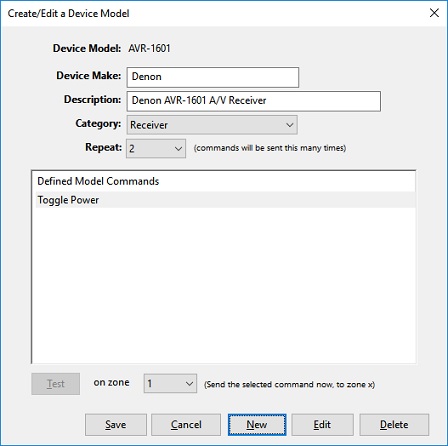 Create/Edit a Device Model
Device Model: AVR-1601
Device Make: Denon
Description: Denon AVR-1601 A/V Receiver
Category: Receiver
Repeat: 2 (commands will be sent this many times)
Defined Model Commands
Toggle Power
Test on zone 1 (Send the selected command now, to zone x)
Save Cancel New Edit Delete